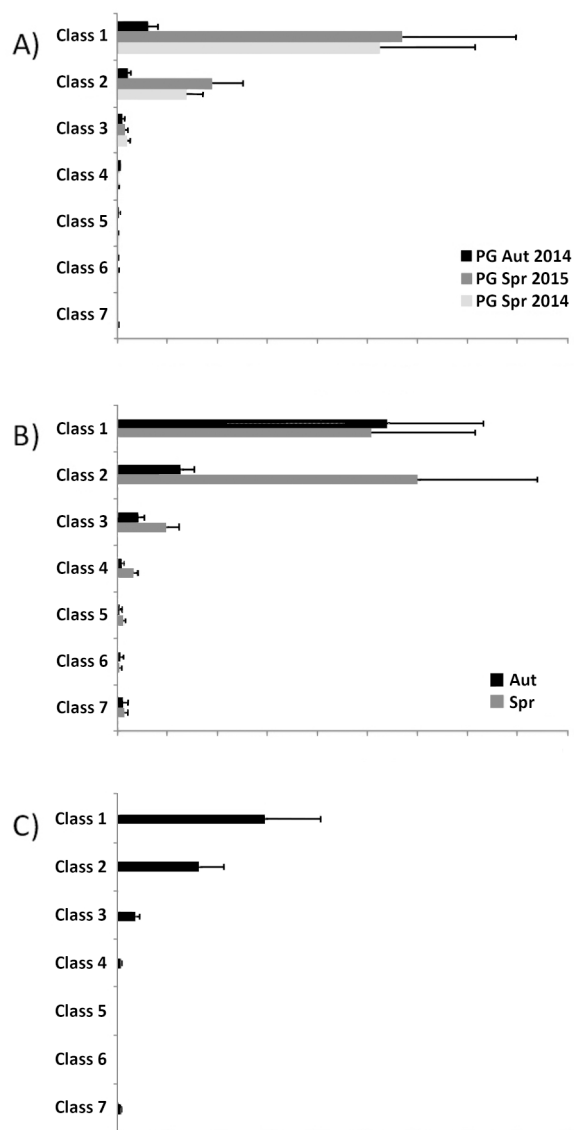 A)
Class 1
Class 2
Class 3
Class 4
Class 5
Class 6
Class 7
PG Aut 2014
PG Spr 2015
PG Spr 2014
B)
Class 1
Class 2
Class 3
Class 4
Class 5
Class 6
Class 7
Aut
Spr
C)
Class 1
Class 2
Class 3
Class 4
Class 5
Class 6
Class 7